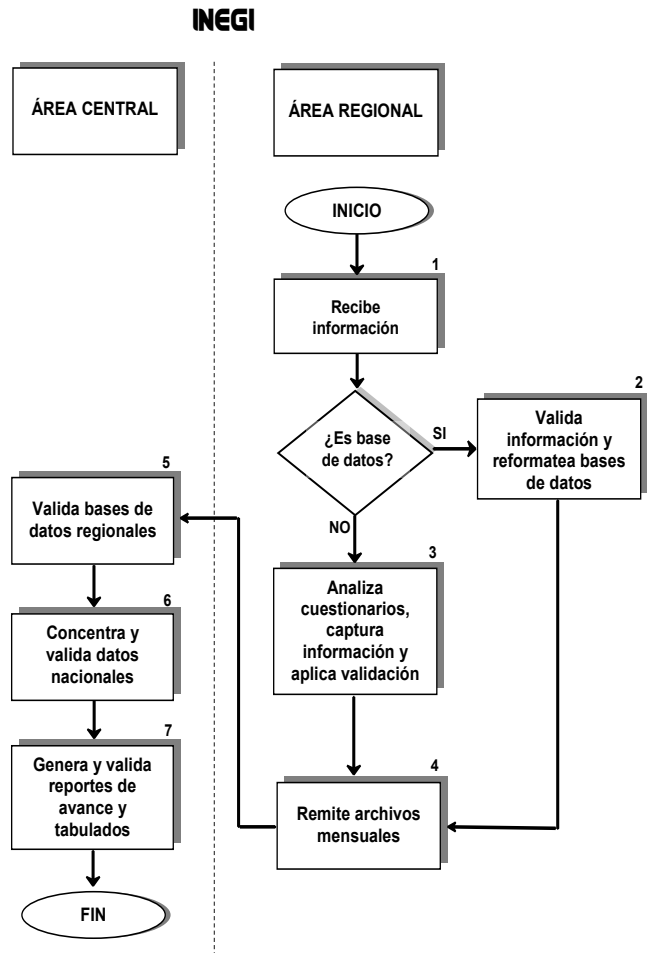 INEGI
ÁREA CENTRAL
ÁREA REGIONAL
INICIO
1
Recibe
información
¿Es base
de datos?
SI
NO
2
Valida
información y
reformatea bases
de datos
3
Analiza
cuestionarios,
captura
información y
aplica validación
4
Remite archivos
mensuales
5
Valida bases de
datos regionales
6
Concentra y
valida datos
nacionales
7
Genera y valida
reportes de
avance y
tabulados
FIN